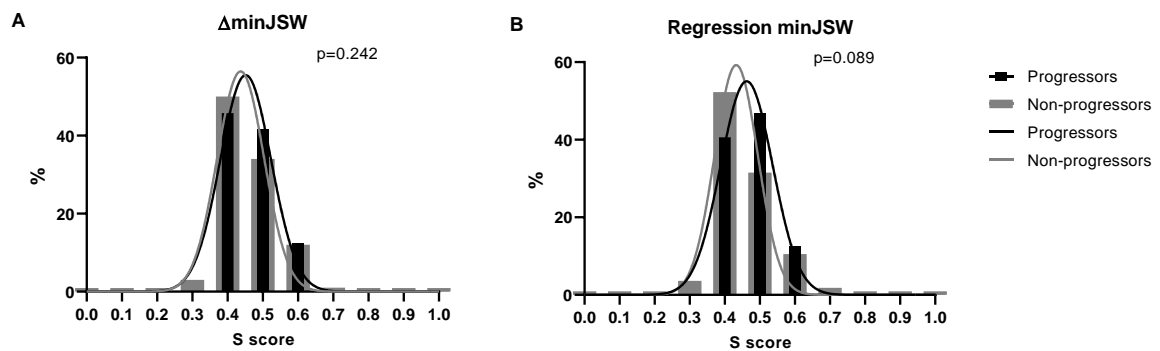 A
ΔminJSW
p=0.242
60
40
20
0
%
0.0 0.1 0.2 0.3 0.4 0.5 0.6 0.7 0.8 0.9 1.0
S score
B
Regression minJSW
p=0.089
60
40
20
0
%
0.0 0.1 0.2 0.3 0.4 0.5 0.6 0.7 0.8 0.9 1.0
S score
Progressors
Non-progressors
Progressors
Non-progressors